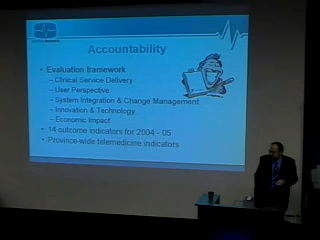 Accountability
• Evaluation framework
– Clinical Service Delivery
– User Perspective
– System Integration & Change Management
– Innovation & Technology
– Economic Impact
• 14 outcome indicators for 2004 - 05
• Province-wide telemedicine indicators